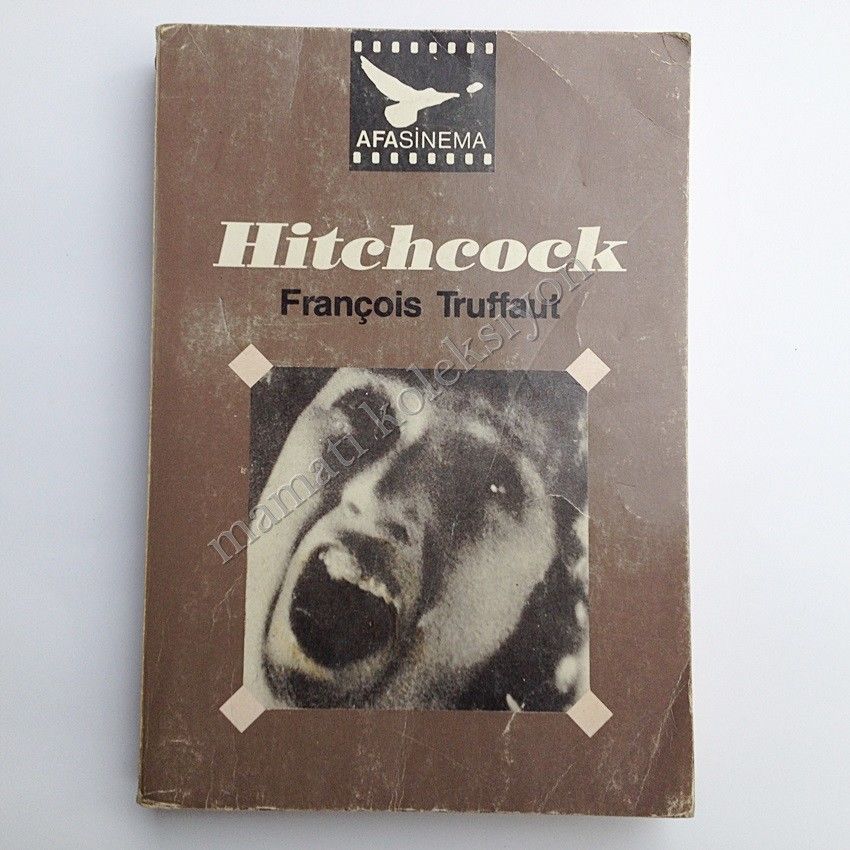 AFASİNEMA
Hitchcock
François Truffaut
mamati koleksiyon